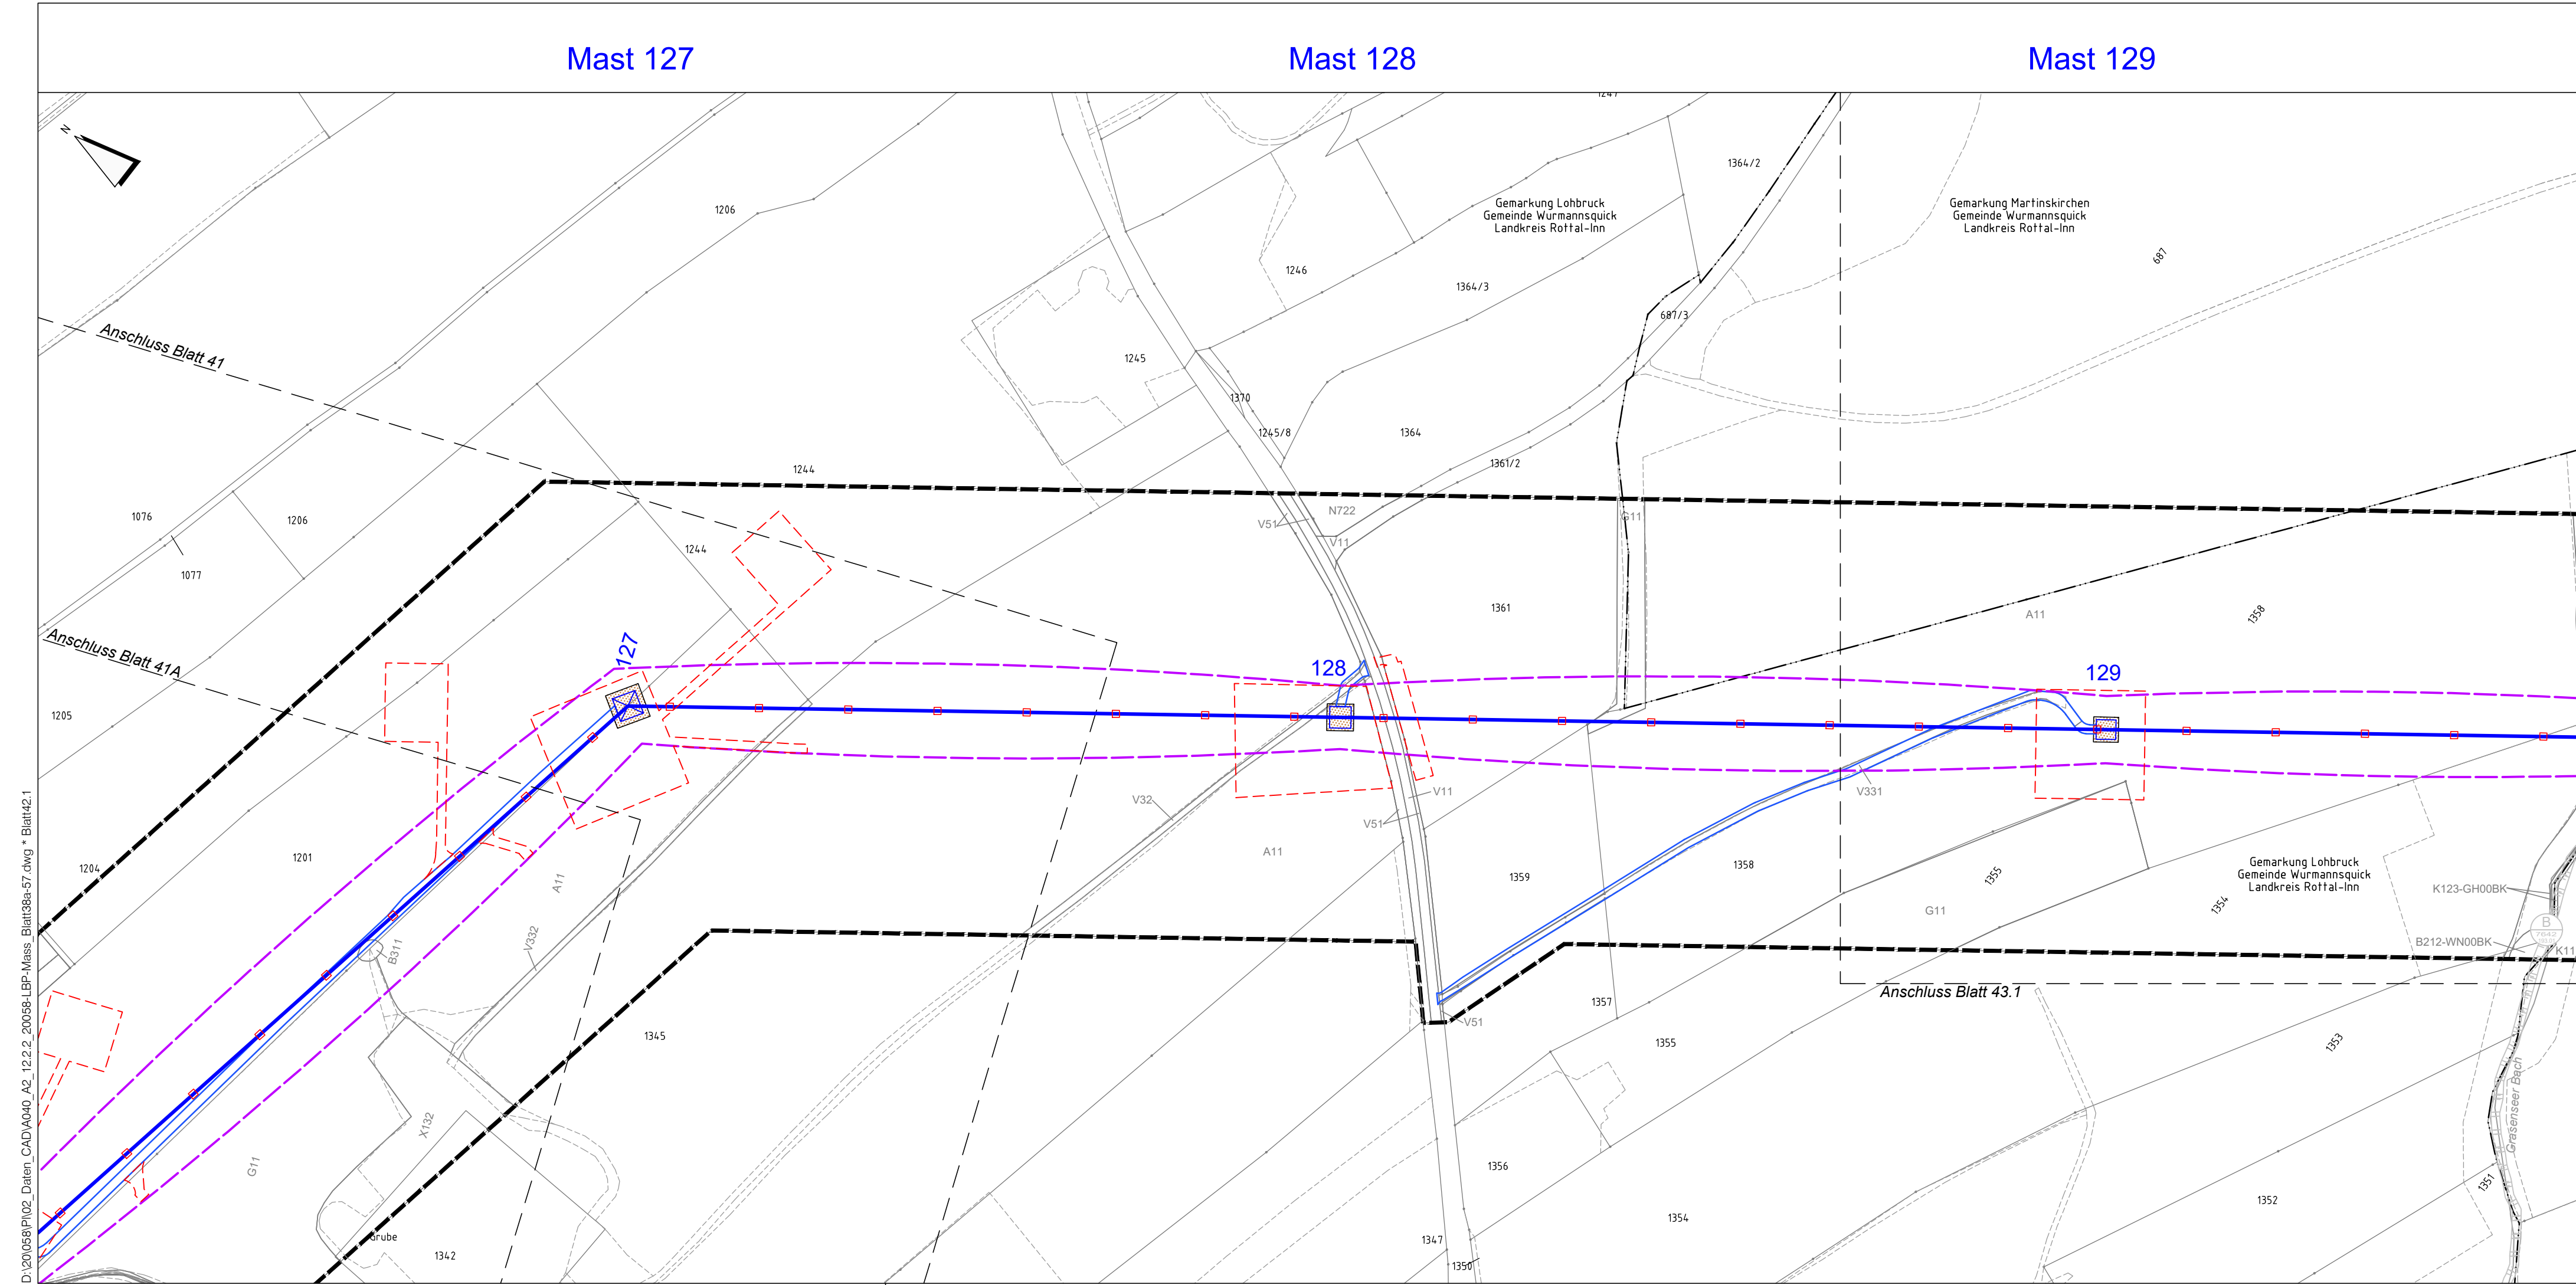 Mast 127
Mast 128
Mast 129
N
1206
1364/2
Gemarkung Lohbruck
Gemeinde Wurmannsquick
Landkreis Rottal-Inn
Gemarkung Martinskirchen
Gemeinde Wurmannsquick
Landkreis Rottal-Inn
687
1246
1364/3
687/3
Anschluss Blatt 41
1245
1370
1245/8
1364
1244
1361/2
1076
1206
N722
V51
G11
V11
1244
1077
1361
A11
1358
Anschluss Blatt 41A
127
128
129
1205
V32
V11
V331
V51
A11
1204
1201
A11
1359
1358
1355
Gemarkung Lohbruck
Gemeinde Wurmannsquick
Landkreis Rottal-Inn
K123-GH00BK
1354
G11
V332
B311
B
7642
B212-WN00BK
K11
Anschluss Blatt 43.1
1357
V51
1345
1355
1353
Grasenseer Bach
X132
G11
1356
1351
1352
1354
Grube
1342
1347
1350
D:\20\058\PI\02_Daten_CAD\A040_A2_12.2.2.2_20058-LBP-Mass_Blatt38a-57.dwg * Blatt42.1